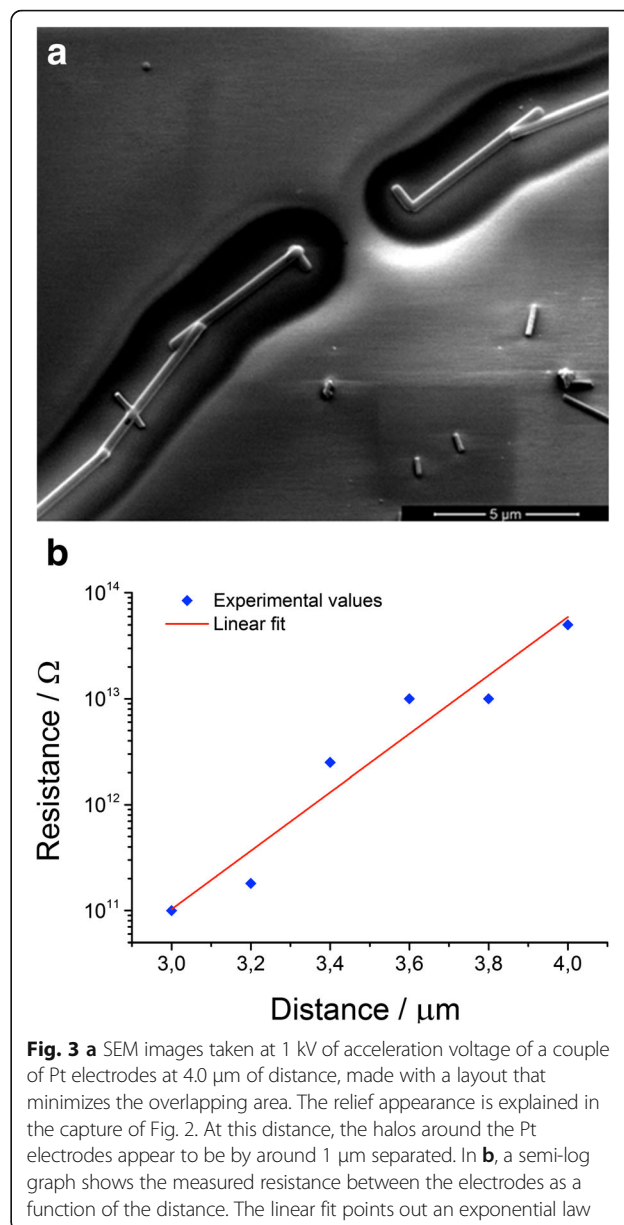 a
5 µm
b
10^14
Experimental values
Linear fit
10^13
10^12
10^11
Resistance / Ω
3,0 3,2 3,4 3,6 3,8 4,0
Distance / µm
Fig. 3 a SEM images taken at 1 kV of acceleration voltage of a couple
of Pt electrodes at 4.0 µm of distance, made with a layout that
minimizes the overlapping area. The relief appearance is explained in
the capture of Fig. 2. At this distance, the halos around the Pt
electrodes appear to be by around 1 µm separated. In b, a semi-log
graph shows the measured resistance between the electrodes as a
function of the distance. The linear fit points out an exponential law